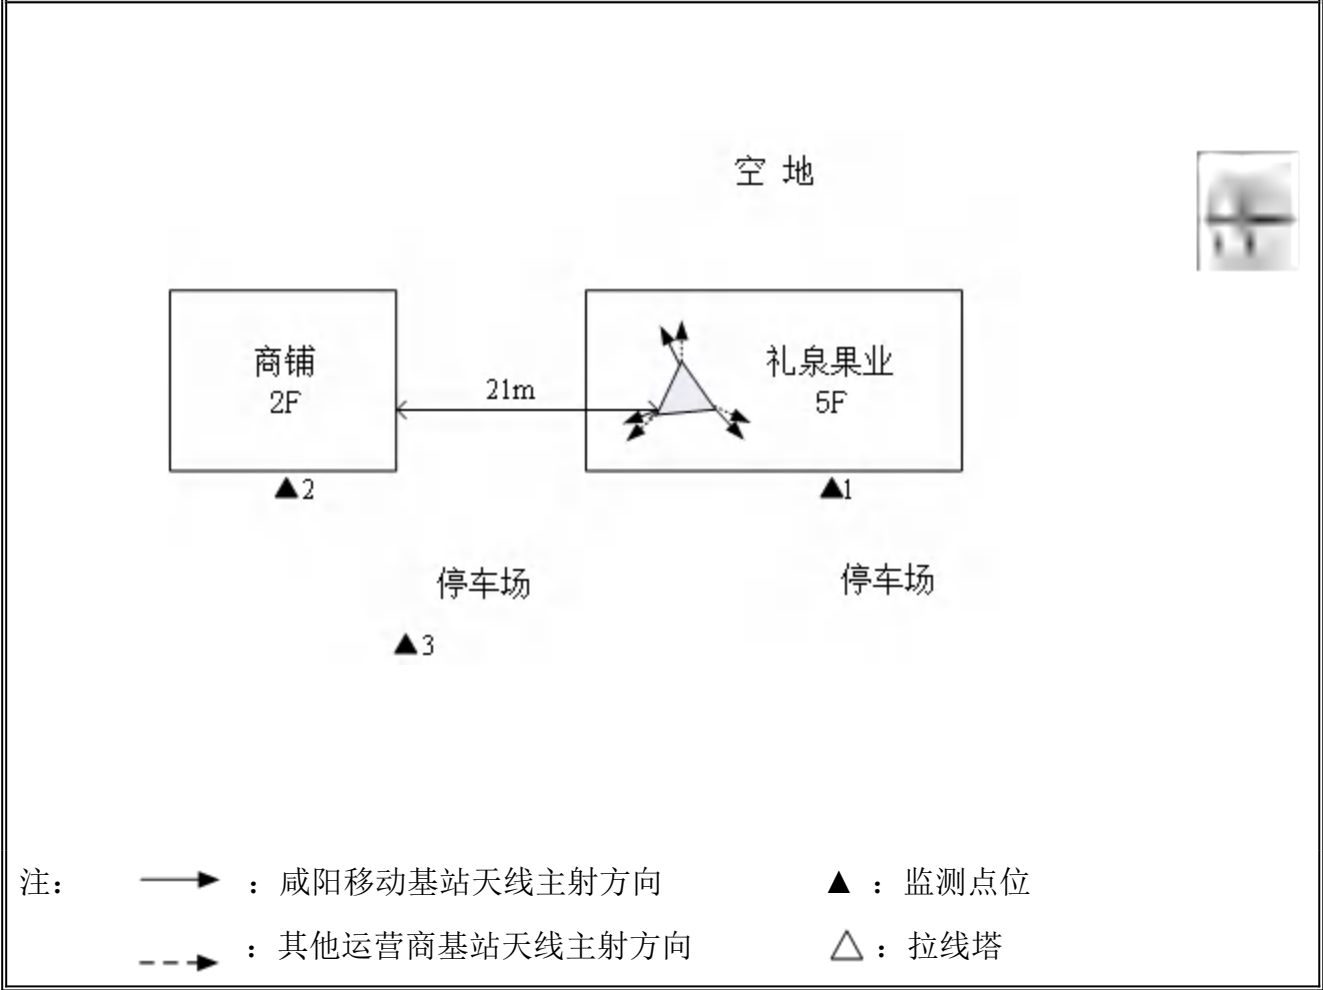 空 地
商铺
2F
21m
礼泉果业
5F
▲2
▲1
停车场
停车场
▲3
注：
：咸阳移动基站天线主射方向
▲：监测点位
：其他运营商基站天线主射方向
△：拉线塔